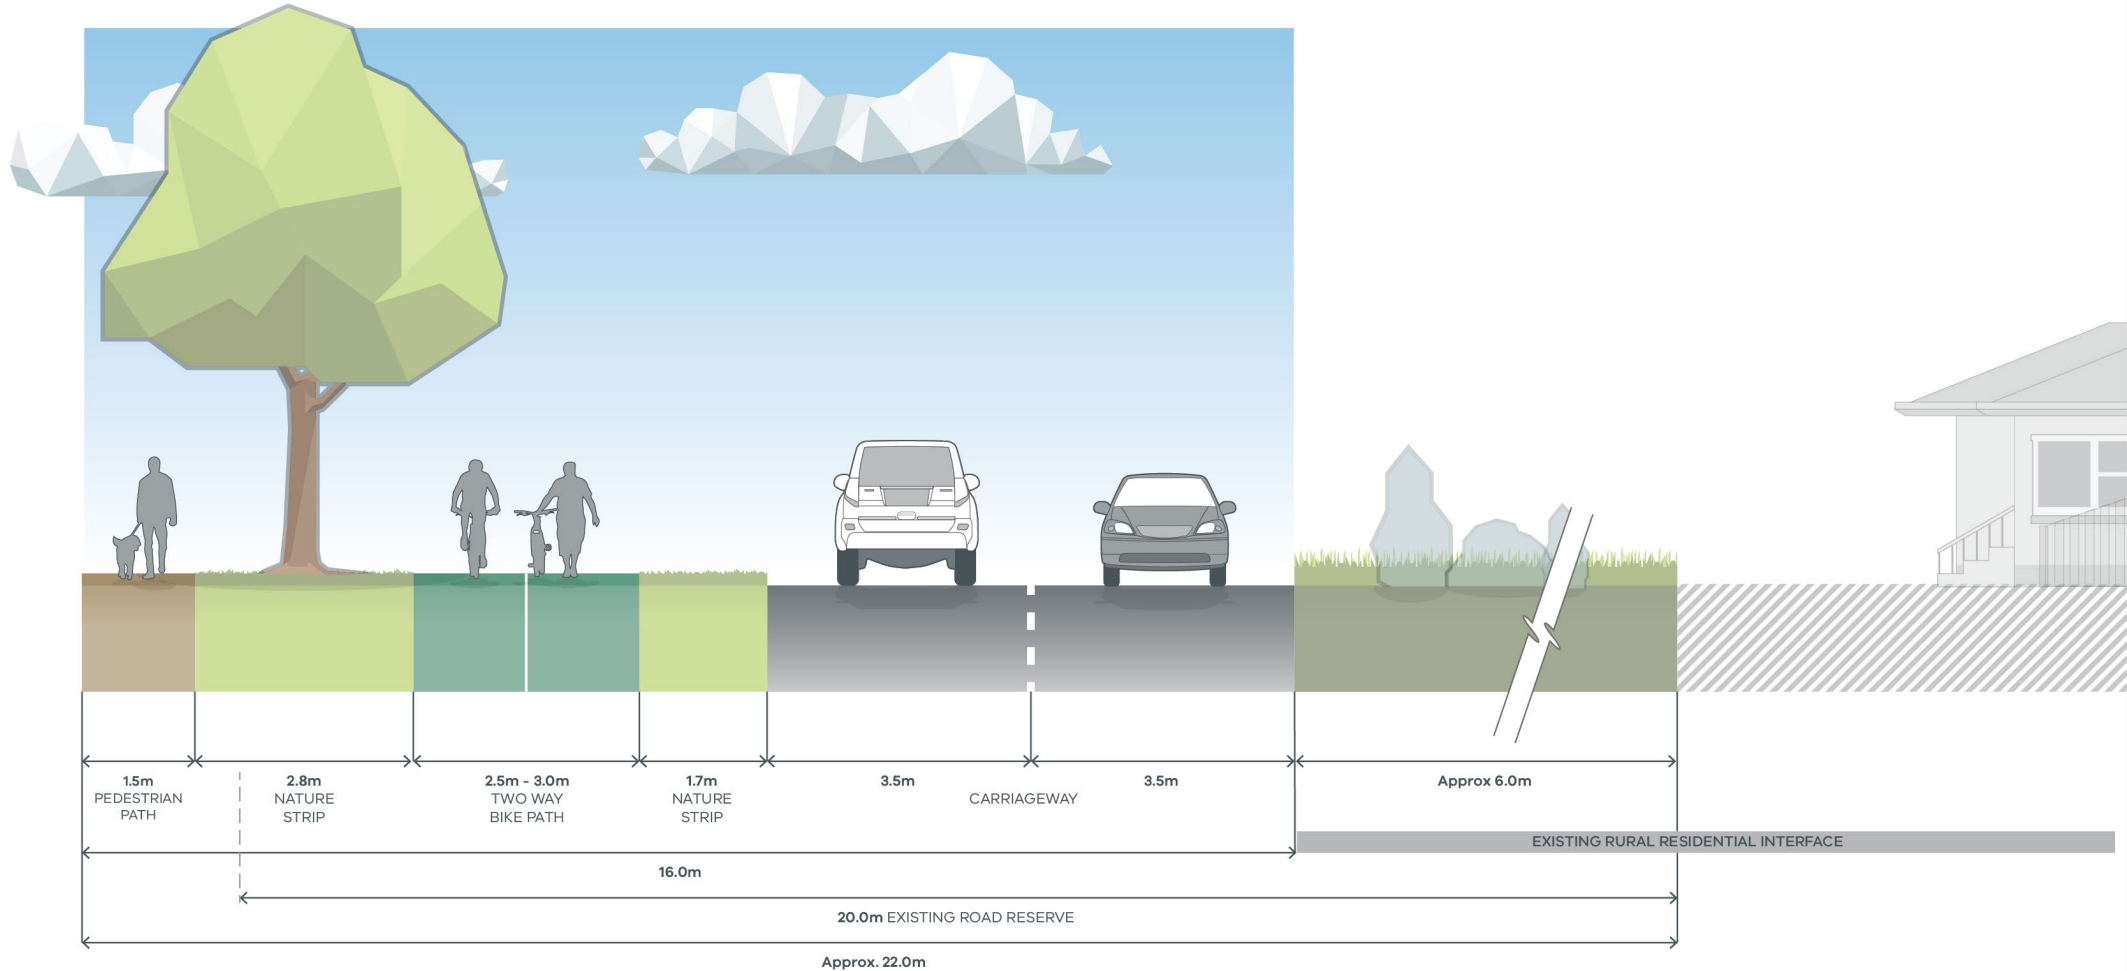 1.5m
PEDESTRIAN
PATH
2.8m
NATURE
STRIP
2.5m - 3.0m
TWO WAY
BIKE PATH
1.7m
NATURE
STRIP
3.5m
CARRIAGEWAY
3.5m
Approx 6.0m
EXISTING RURAL RESIDENTIAL INTERFACE
16.0m
20.0m EXISTING ROAD RESERVE
Approx. 22.0m